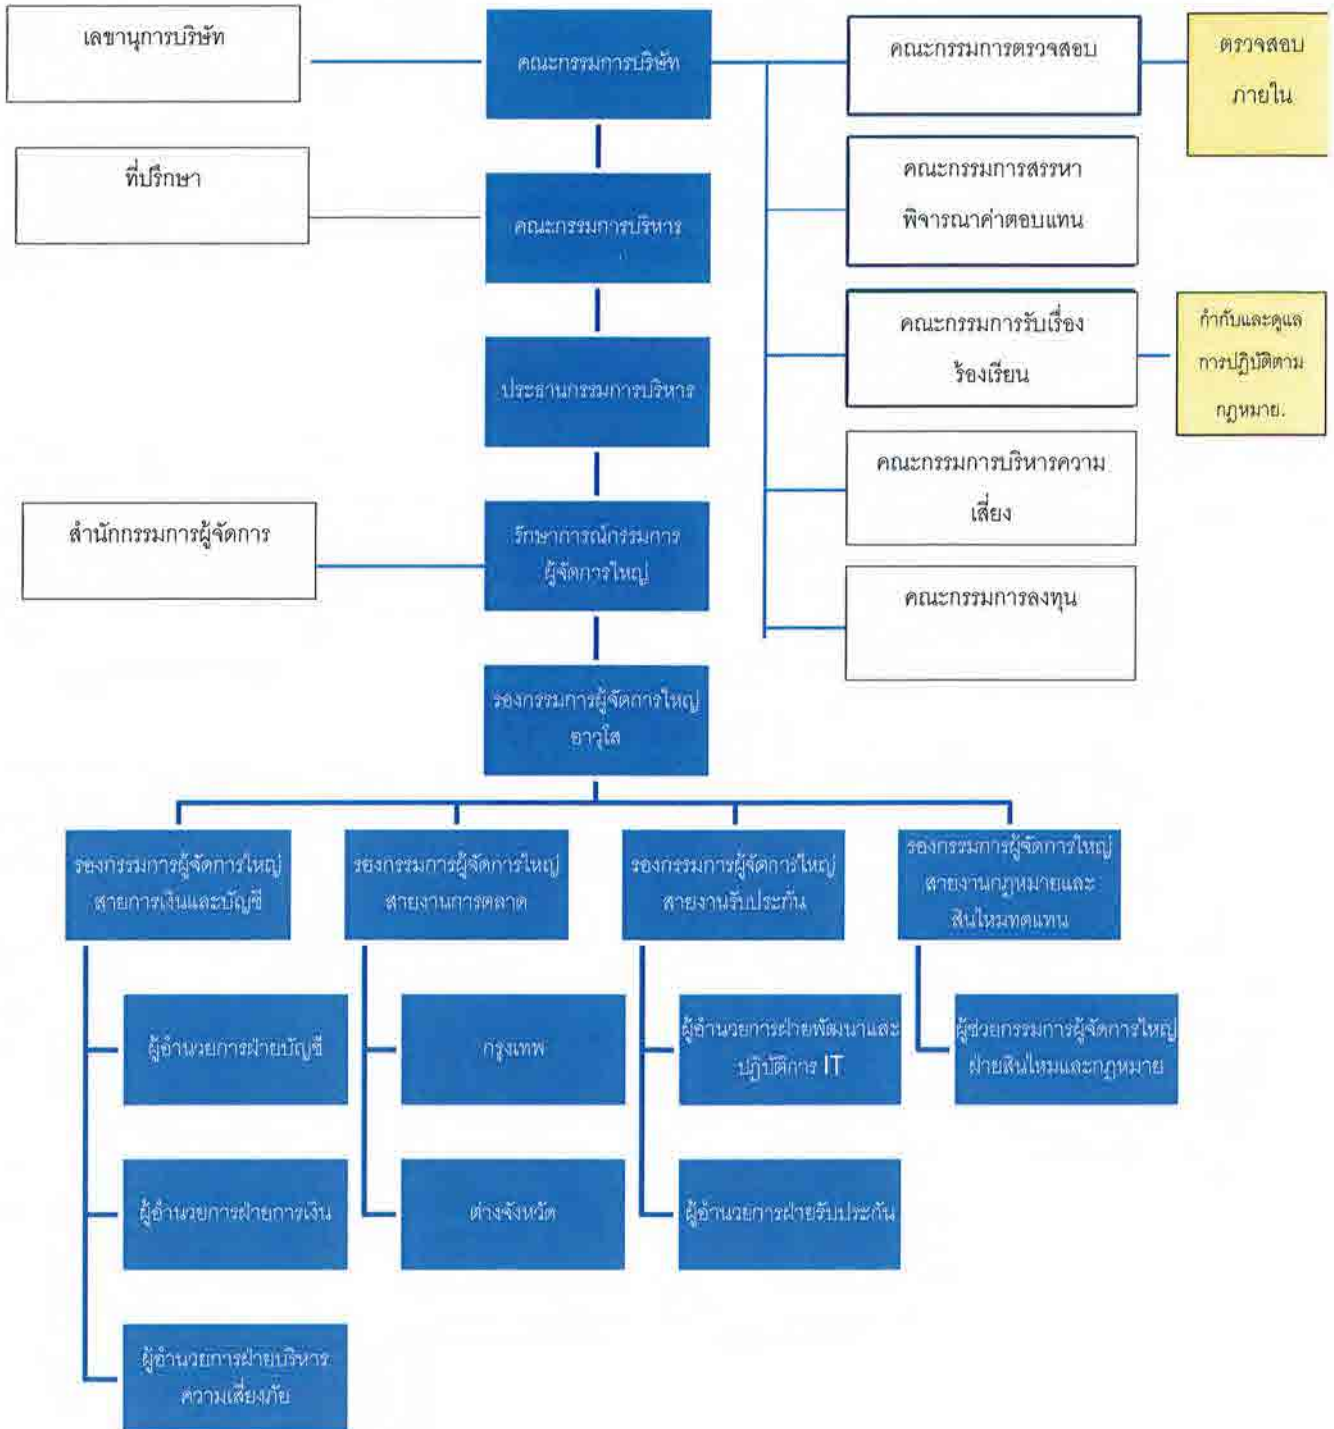 เลขานุการบริษัท
คณะกรรมการบริษัท
คณะกรรมการตรวจสอบ
ตรวจสอบ
ภายใน
ที่ปรึกษา
คณะกรรมการบริหาร
คณะกรรมการสรรหา
พิจารณาค่าตอบแทน
ประธานกรรมการบริหาร
คณะกรรมการรับเรื่อง
ร้องเรียน
กำกับและดูแล
การปฏิบัติตาม
กฎหมาย.
คณะกรรมการบริหารความ
เสี่ยง
สำนักกรรมการผู้จัดการ
รักษาการณ์กรรมการ
ผู้จัดการใหญ่
คณะกรรมการลงทุน
รองกรรมการผู้จัดการใหญ่
อาวุโส
รองกรรมการผู้จัดการใหญ่
สายการเงินและบัญชี
รองกรรมการผู้จัดการใหญ่
สายงานการตลาด
รองกรรมการผู้จัดการใหญ่
สายงานรับประกัน
รองกรรมการผู้จัดการใหญ่
สายงานกฎหมายและ
สินไหมทดแทน
ผู้อำนวยการฝ่ายบัญชี
กรุงเทพ
ผู้อำนวยการฝ่ายพัฒนาและ
ปฏิบัติการ IT
ผู้ช่วยกรรมการผู้จัดการใหญ่
ฝ่ายสินไหมและกฎหมาย
ผู้อำนวยการฝ่ายการเงิน
ต่างจังหวัด
ผู้อำนวยการฝ่ายรับประกัน
ผู้อำนวยการฝ่ายบริหาร
ความเสี่ยงภัย